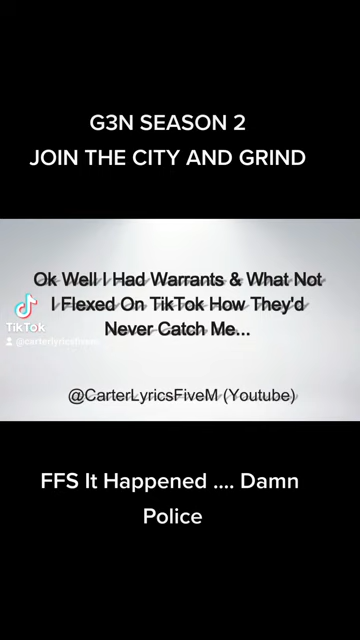 G3N SEASON 2
JOIN THE CITY AND GRIND
Ok Well I Had Warrants & What Not
I Flexed On TikTok How They'd
Never Catch Me...
TikTok
@carterlyricsfivem
@CarterLyricsFiveM (Youtube)
FFS It Happened .... Damn
Police